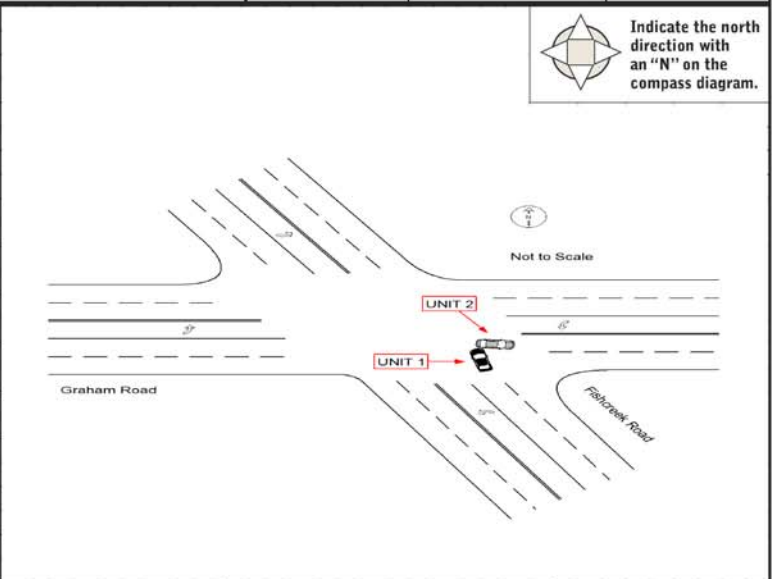 Indicate the north
direction with
an "N" on the
compass diagram.
N
Not to Scale
UNIT 2
UNIT 1
Graham Road
Fishcreek Road